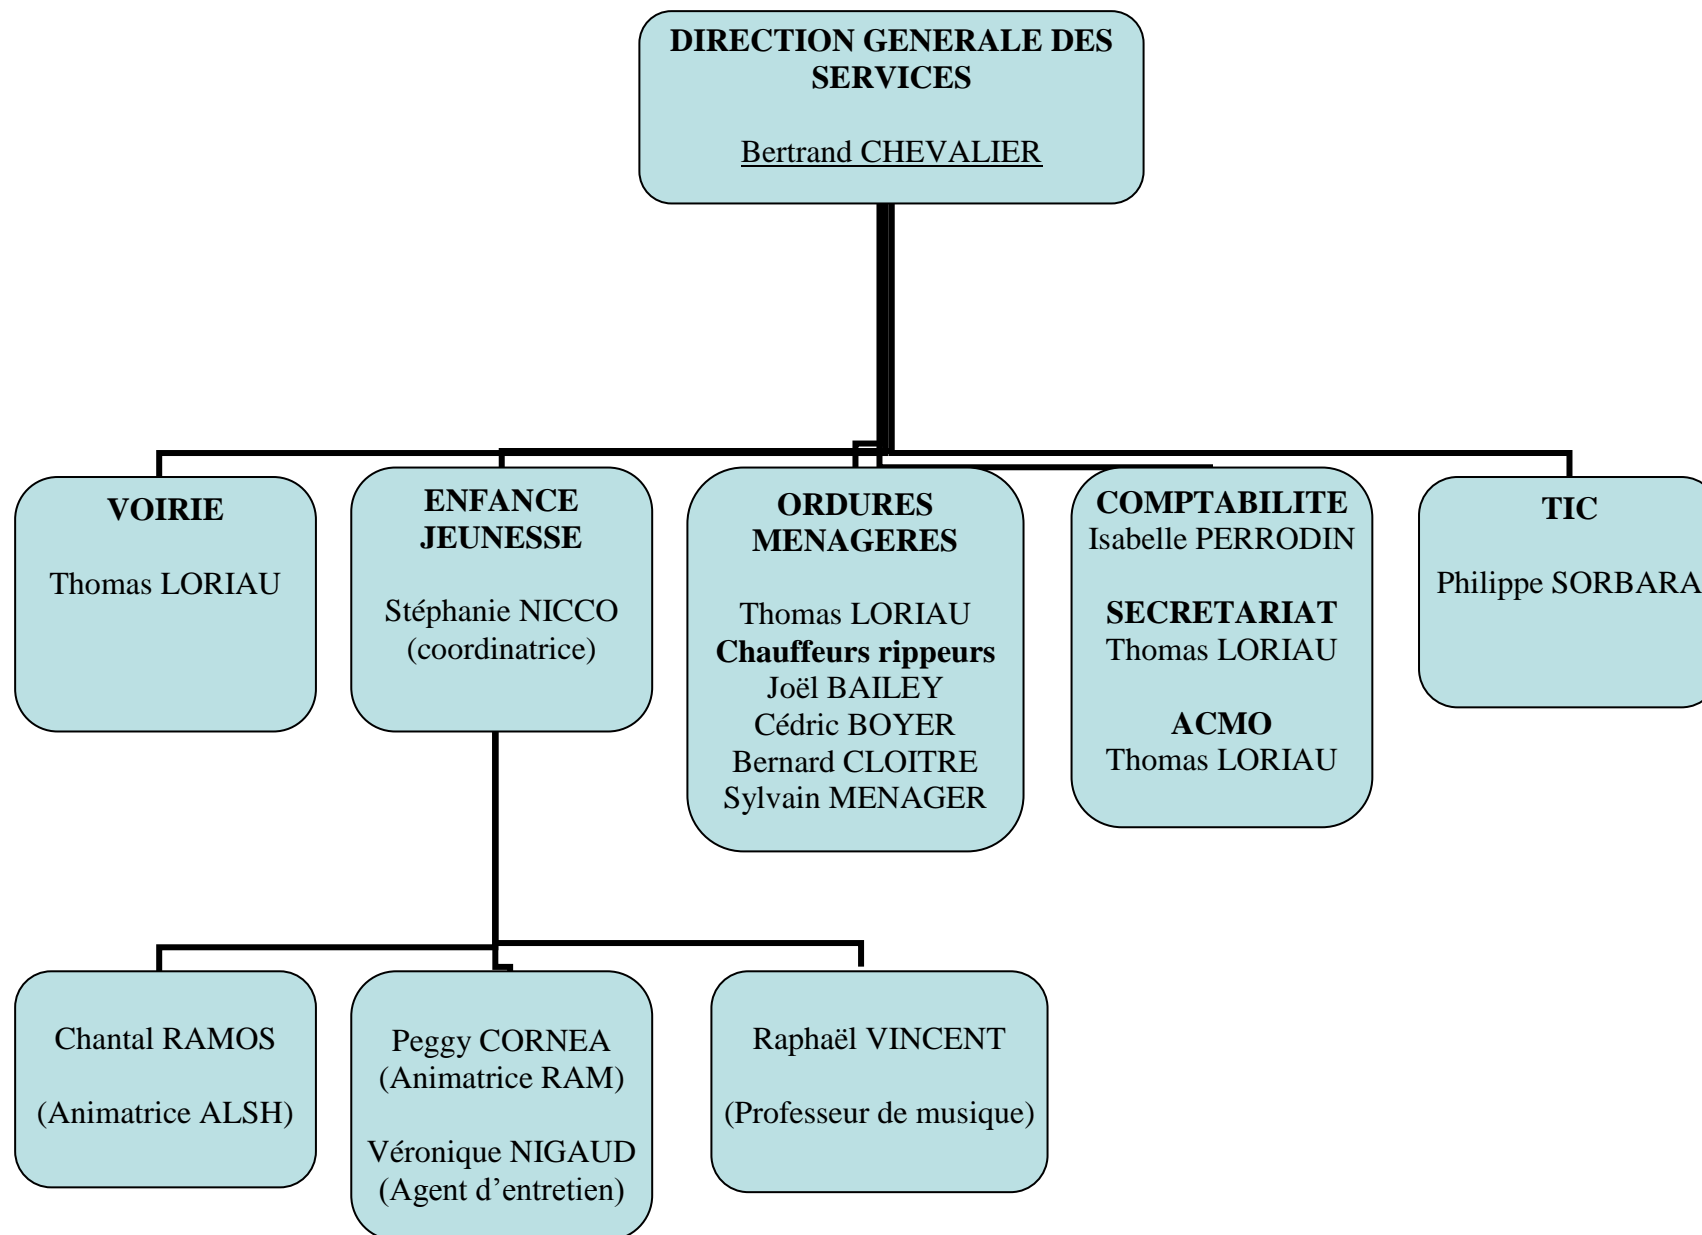 DIRECTION GENERALE DES
SERVICES
Bertrand CHEVALIER
VOIRIE
Thomas LORIAU
ENFANCE
JEUNESSE
Stéphanie NICCO
(coordinatrice)
ORDURES
MENAGERES
Thomas LORIAU
Chauffeurs rippeurs
Joël BAILEY
Cédric BOYER
Bernard CLOITRE
Sylvain MENAGER
COMPTABILITE
Isabelle PERRODIN
SECRETARIAT
Thomas LORIAU
ACMO
Thomas LORIAU
TIC
Philippe SORBARA
Chantal RAMOS
(Animatrice ALSH)
Peggy CORNEA
(Animatrice RAM)
Véronique NIGAUD
(Agent d’entretien)
Raphaël VINCENT
(Professeur de musique)